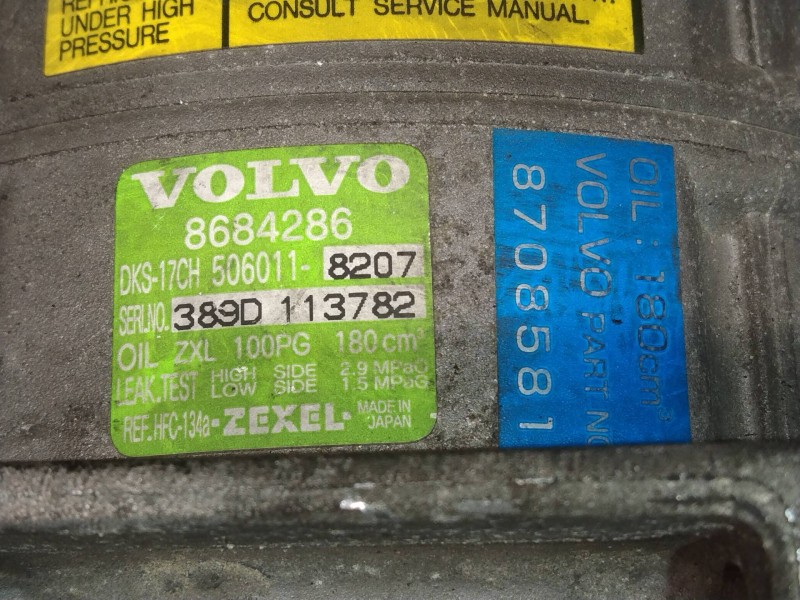 UNDER HIGH
PRESSURE
CONSULT SERVICE MANUAL.
VOLVO
8684286
DKS-17CH 506011-8207
SERI.NO. 389D 113782
OIL ZXL 100PG 180cm³
LEAK.TEST HIGH SIDE 2.9 MPaG
LOW SIDE 1.5 MPaG
REF.HFC-134a -ZEXEL- MADE IN
JAPAN
OIL : 180cm³
VOLVO PART NO
8708581